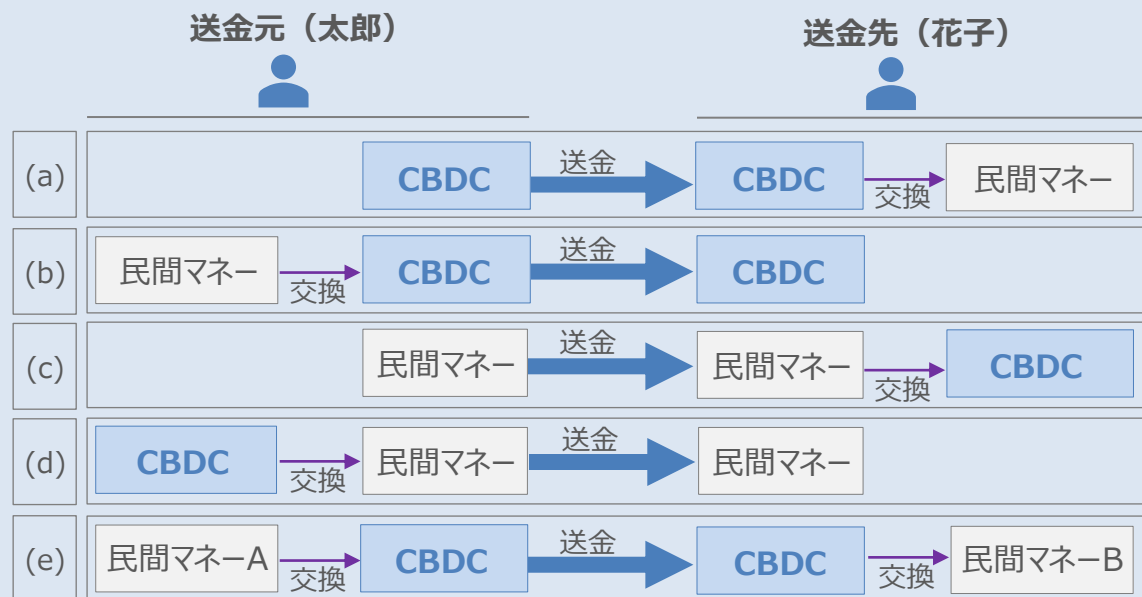 送金元（太郎）
送金先（花子）
(a)
CBDC
送金
CBDC
交換
民間マネー
(b)
民間マネー
交換
CBDC
送金
CBDC
(c)
民間マネー
送金
民間マネー
交換
CBDC
(d)
CBDC
交換
民間マネー
送金
民間マネー
(e)
民間マネーA
交換
CBDC
送金
CBDC
交換
民間マネーB